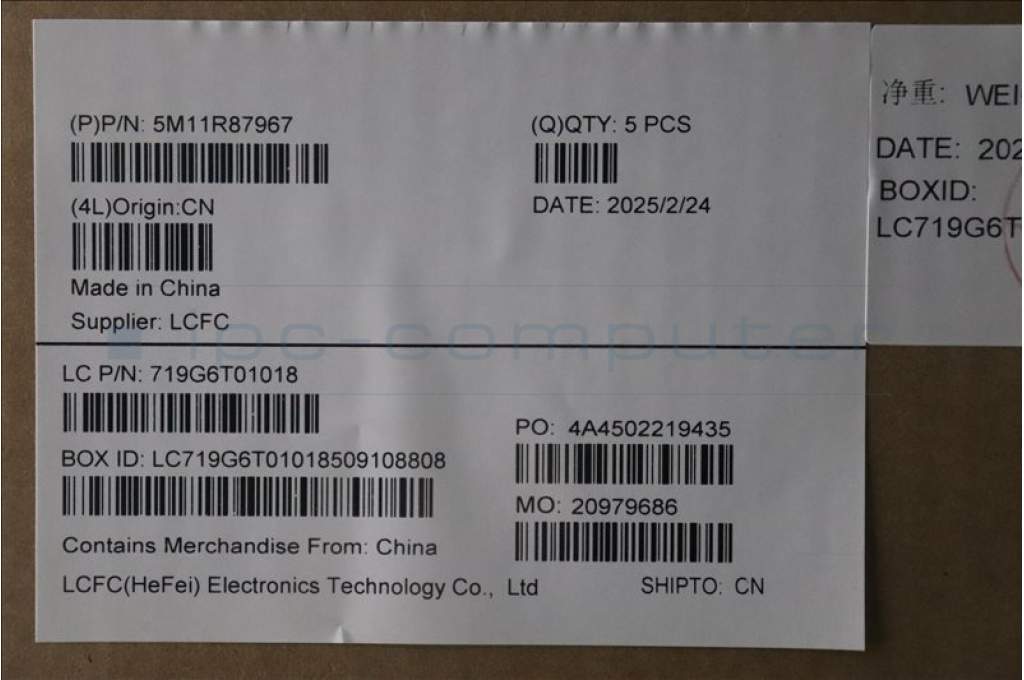 (P)P/N: 5M11R87967
(Q)QTY: 5 PCS
(4L)Origin:CN
DATE: 2025/2/24
Made in China
Supplier: LCFC
ipc-computer
LC P/N: 719G6T01018
PO: 4A4502219435
BOX ID: LC719G6T01018509108808
MO: 20979686
Contains Merchandise From: China
LCFC(HeFei) Electronics Technology Co., Ltd
SHIPTO: CN
净重: WEI
DATE: 202
BOXID:
LC719G6T